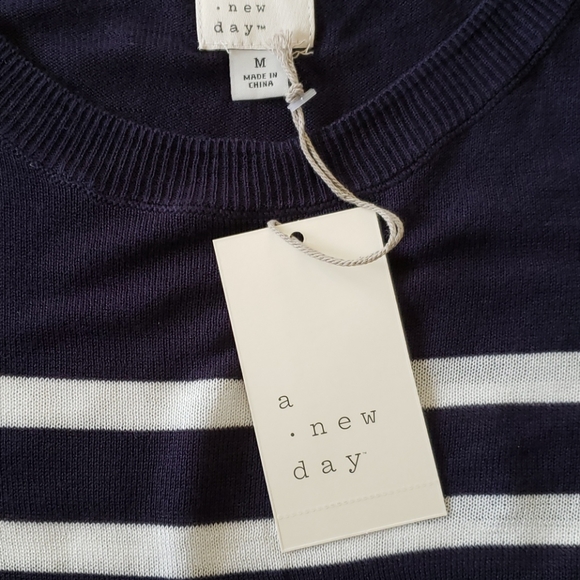 · new
day™
M
MADE IN
CHINA
a
· new
day™